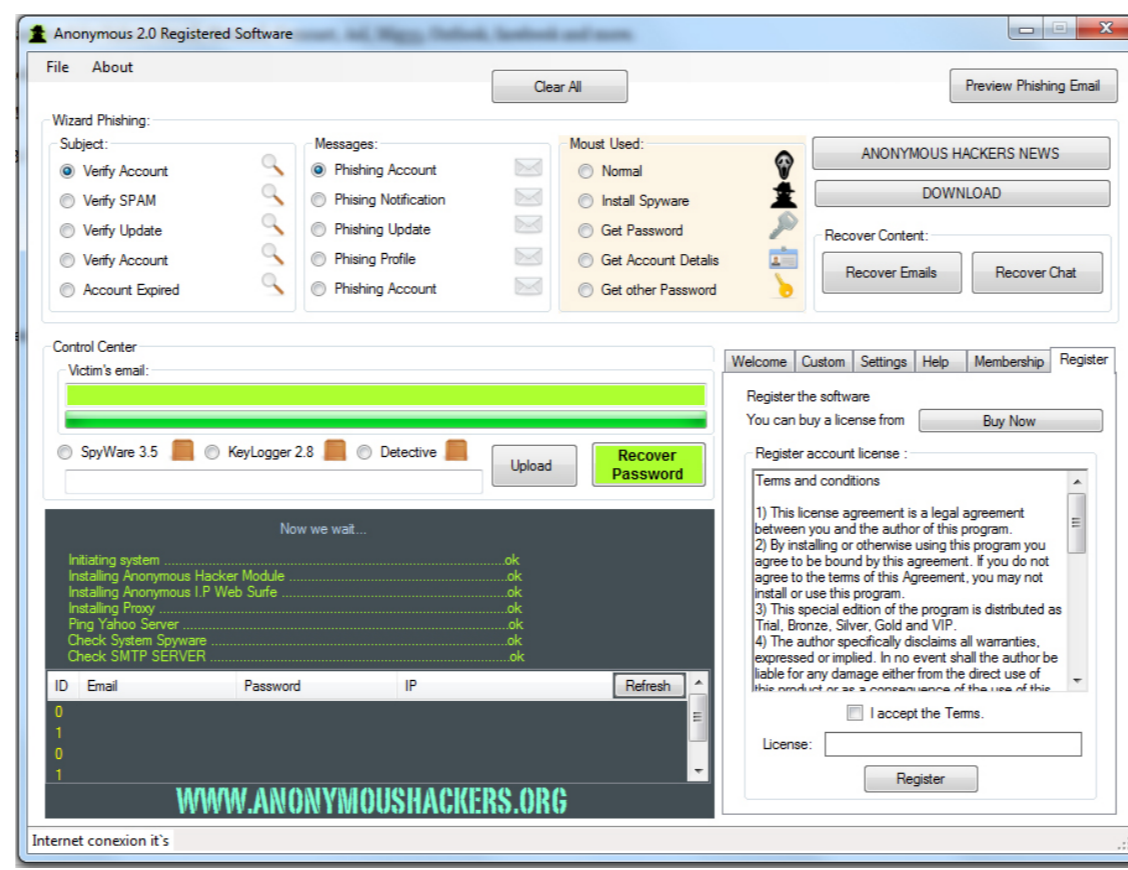 Anonymous 2.0 Registered Software
File About
Clear All
Preview Phishing Email
Wizard Phishing:
Subject:
Verify Account
Verify SPAM
Verify Update
Verify Account
Account Expired
Messages:
Phishing Account
Phising Notification
Phishing Update
Phising Profile
Phishing Account
Moust Used:
Normal
Install Spyware
Get Password
Get Account Detalis
Get other Password
ANONYMOUS HACKERS NEWS
DOWNLOAD
Recover Content:
Recover Emails
Recover Chat
Control Center
Victim's email:
SpyWare 3.5
KeyLogger 2.8
Detective
Upload
Recover
Password
Now we wait...
Initiating system ...ok
Installing Anonymous Hacker Module ...ok
Installing Anonymous I.P Web Surfe ...ok
Installing Proxy ...ok
Ping Yahoo Server ...ok
Check System Spyware ...ok
Check SMTP SERVER ...ok
ID Email Password IP Refresh
0
1
0
1
WWW.ANONYMOUSHACKERS.ORG
Welcome Custom Settings Help Membership Register
Register the software
You can buy a license from Buy Now
Register account license :
Terms and conditions
1) This license agreement is a legal
agreement
between you and the author of this
program.
2) By installing or otherwise using this program you
agree to be bound by this agreement. If you do not
agree to the terms of this Agreement, you may not
install or use this program.
3) This special edition of the program is distributed as
Trial, Bronze, Silver, Gold and VIP.
4) The author specifically disclaims all warranties,
expressed or implied. In no event shall the author be
liable for any damage either from the direct use of
this product or as a consequence of the use of this
I accept the Tems.
License:
Register
Internet conexion it`s